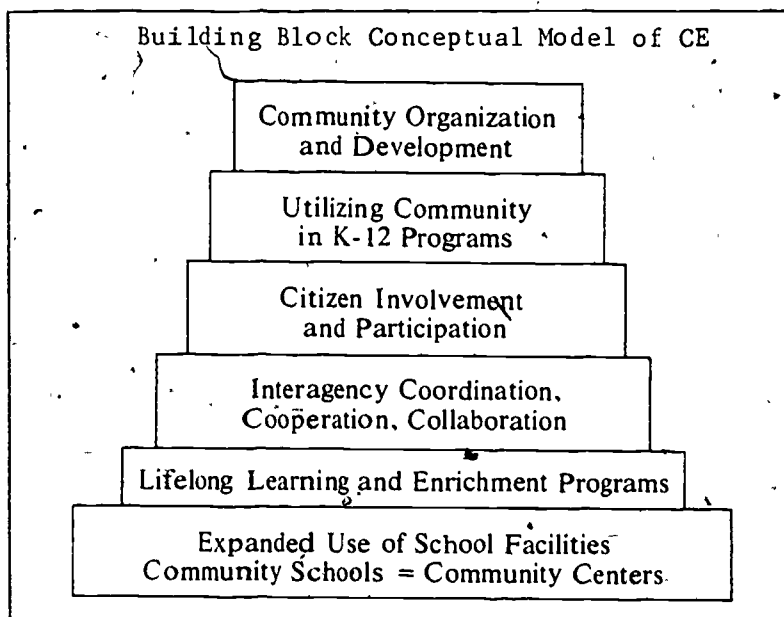 Building Block Conceptual Model of CE
Community Organization
and Development
Utilizing Community
in K-12 Programs
Citizen Involvement
and Participation
Interagency Coordination,
Cooperation, Collaboration
Lifelong Learning and Enrichment Programs
Expanded Use of School Facilities
Community Schools = Community Centers